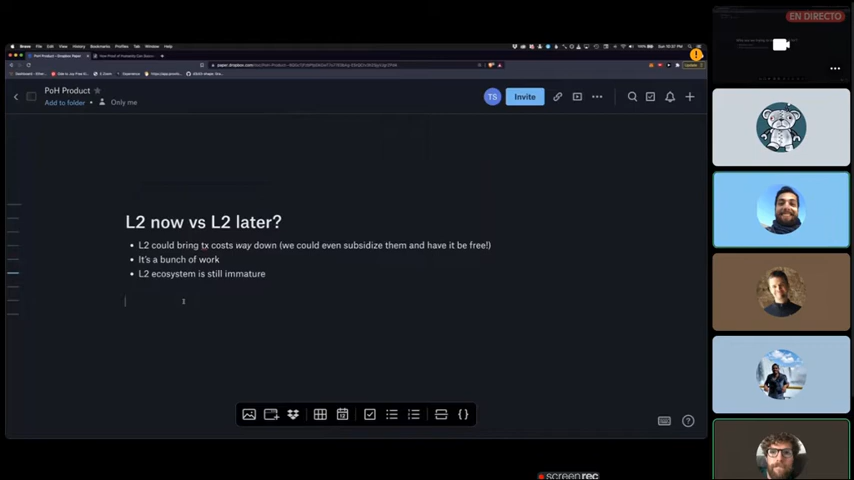 EN DIRECTO
PoH Product
Add to folder
Only me
TS
Invite
L2 now vs L2 later?
• L2 could bring tx costs way down (we could even subsidize them and have it be free!)
• It's a bunch of work
• L2 ecosystem is still immature
screenrec